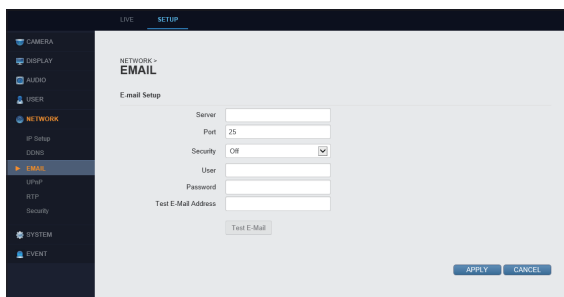 LIVE SETUP
CAMERA
DISPLAY
AUDIO
USER
NETWORK
IP Setup
DDNS
EMAIL
UPnP
RTP
Security
SYSTEM
EVENT
NETWORK >
EMAIL
E-mail Setup
Server
Port 25
Security Off
User
Password
Test E-Mail Address
Test E-Mail
APPLY CANCEL